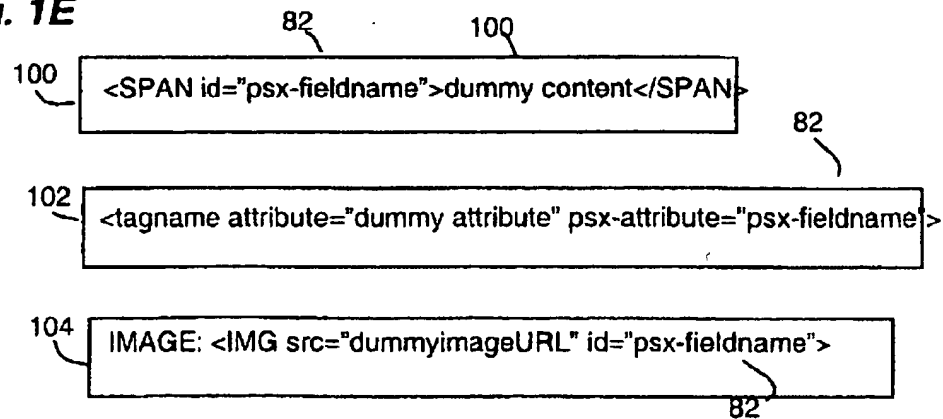 . 1E
82 100
100 <SPAN id="psx-fieldname">dummy content</SPAN>
82
102 <tagname attribute="dummy attribute" psx-attribute="psx-fieldname">
104 IMAGE: <IMG src="dummyimageURL" id="psx-fieldname">
82